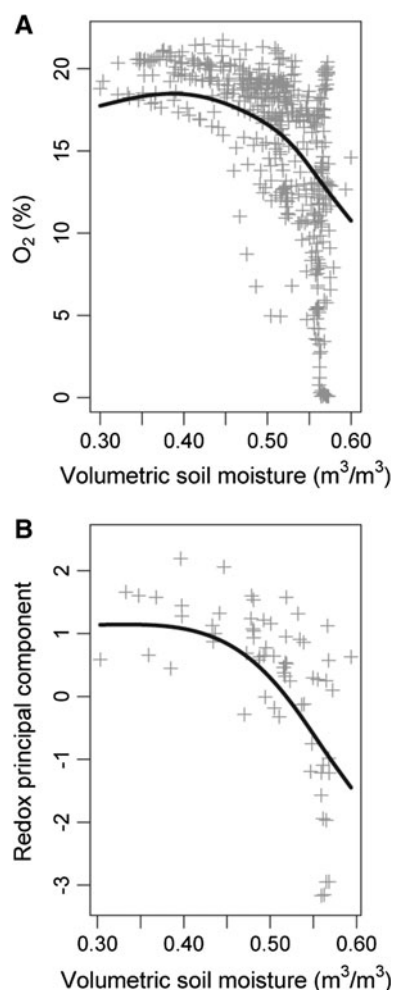 A
20
15
10
5
0
O₂ (%)
0.30 0.40 0.50 0.60
Volumetric soil moisture (m³/m³)
B
2
1
0
-1
-2
-3
Redox principal component
0.30 0.40 0.50 0.60
Volumetric soil moisture (m³/m³)